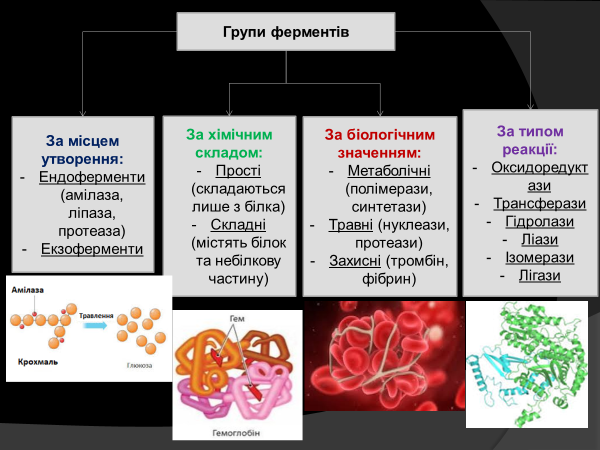 Групи ферментів
За місцем
утворення:
- Ендоферменти
(амілаза,
ліпаза,
протеаза)
- Екзоферменти
За хімічним
складом:
- Прості
(складаються
лише з білка)
- Складні
(містять білок
та небілкову
частину)
За біологічним
значенням:
- Метаболічні
(полімерази,
синтетази)
- Травні (нуклеази,
протеази)
- Захисні (тромбін,
фібрин)
За типом
реакції:
- Оксидоредукт
ази
- Трансферази
- Гідролази
- Ліази
- Ізомерази
- Лігази
Амілаза
Травлення
Крохмаль
Глюкоза
Гем
Гемоглобін